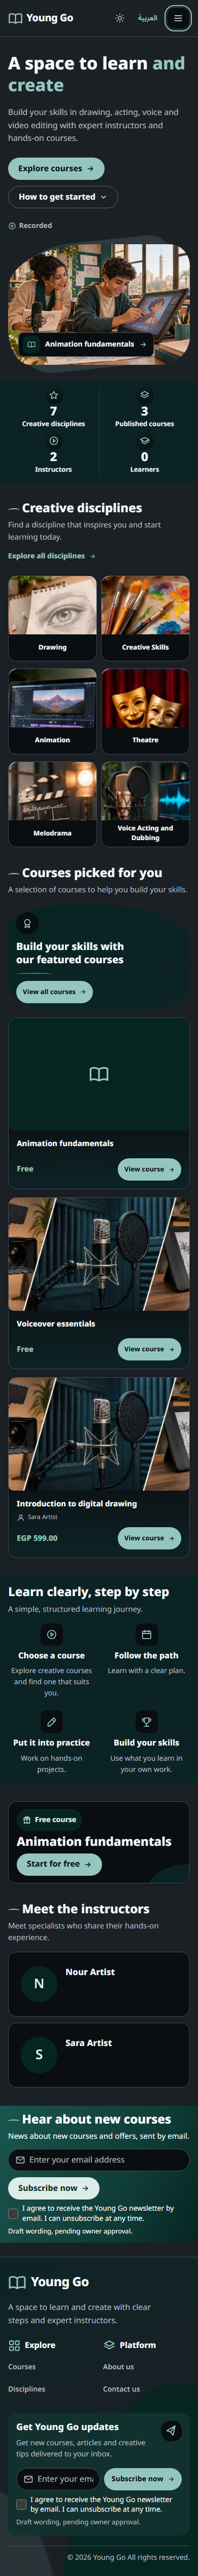 Young Go
العربية
A space to learn and
create
Build your skills in drawing, acting, voice and
video editing with expert instructors and
hands-on courses.
Explore courses
How to get started
Recorded
Animation fundamentals
7
Creative disciplines
3
Published courses
2
Instructors
0
Learners
Creative disciplines
Find a discipline that inspires you and start
learning today.
Explore all disciplines
Drawing
Creative Skills
Animation
Theatre
Melodrama
Voice Acting and
Dubbing
Courses picked for you
A selection of courses to help you build your skills.
Build your skills with
our featured courses
View all courses
Animation fundamentals
Free
View course
Voiceover essentials
Free
View course
Introduction to digital drawing
Sara Artist
EGP 599.00
View course
Learn clearly, step by step
A simple, structured learning journey.
Choose a course
Explore creative courses
and find one that suits
you.
Follow the path
Learn with a clear plan.
Put it into practice
Work on hands-on
projects.
Build your skills
Use what you learn in
your own work.
Free course
Animation fundamentals
Start for free
Meet the instructors
Meet specialists who share their hands-on
experience.
N
Nour Artist
S
Sara Artist
Hear about new courses
News about new courses and offers, sent by email.
Enter your email address
Subscribe now
I agree to receive the Young Go newsletter by
email. I can unsubscribe at any time.
Draft wording, pending owner approval.
Young Go
A space to learn and create with clear
steps and expert instructors.
Explore
Platform
Courses
About us
Disciplines
Contact us
Get Young Go updates
Get new courses, articles and creative
tips delivered to your inbox.
Enter your ema
Subscribe now
I agree to receive the Young Go newsletter
by email. I can unsubscribe at any time.
Draft wording, pending owner approval.
© 2026 Young Go All rights reserved.